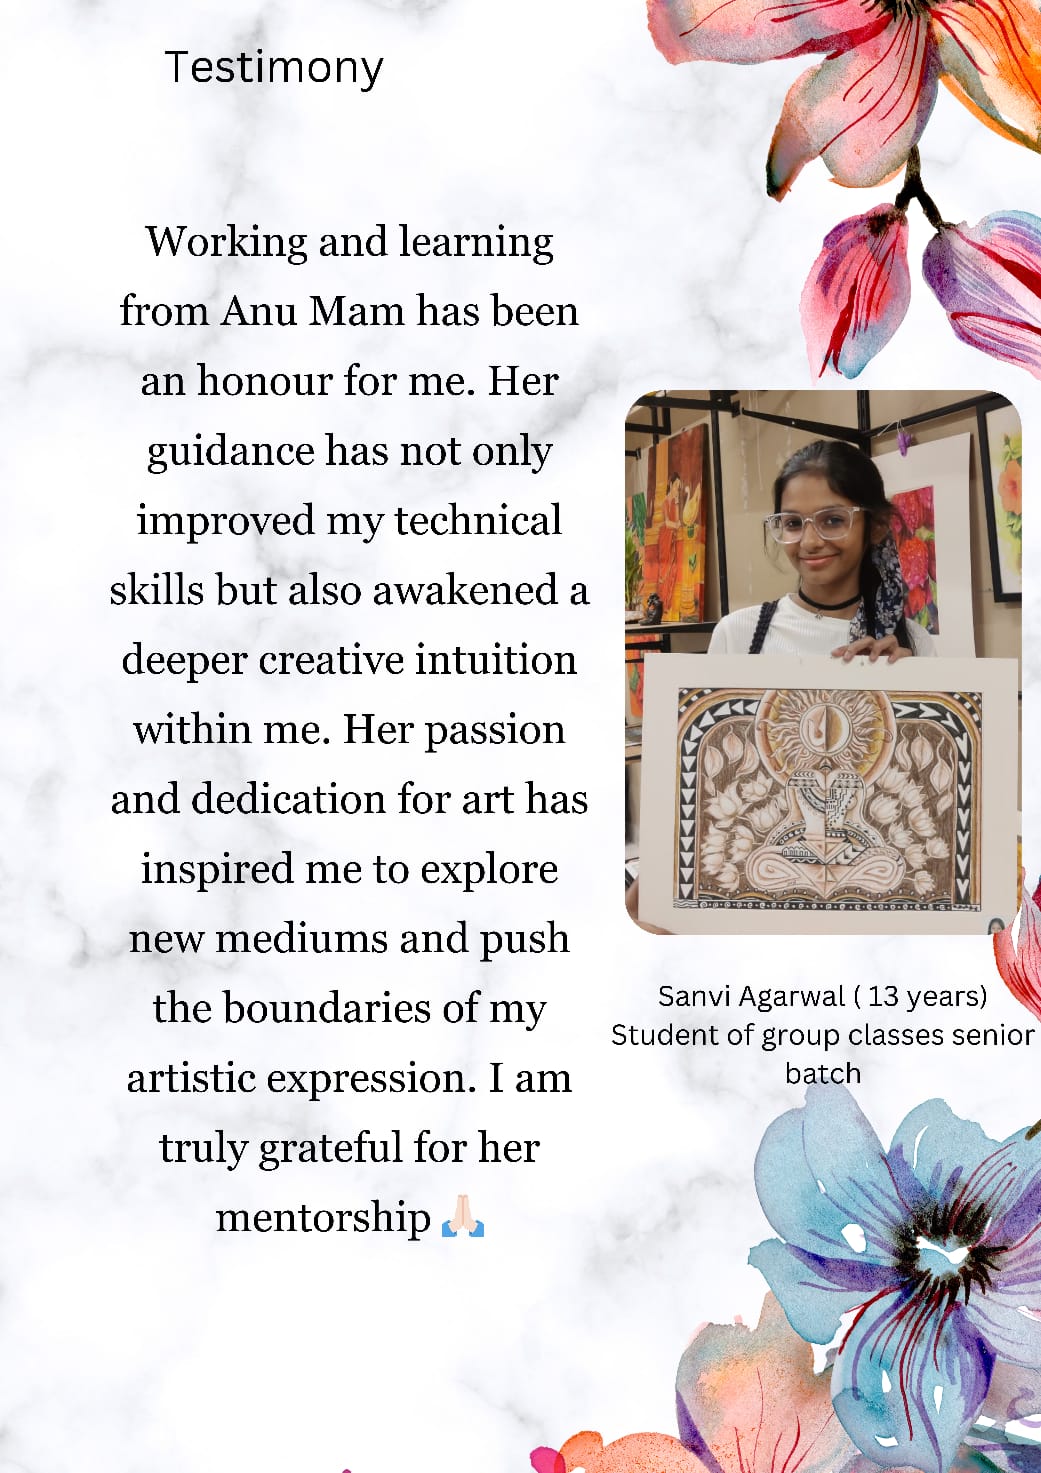 Testimony
Working and learning
from Anu Mam has been
an honour for me. Her
guidance has not only
improved my technical
skills but also awakened a
deeper creative intuition
within me. Her passion
and dedication for art has
inspired me to explore
new mediums and push
the boundaries of my
artistic expression. I am
truly grateful for her
mentorship 🙏🏻
Sanvi Agarwal ( 13 years)
Student of group classes senior
batch